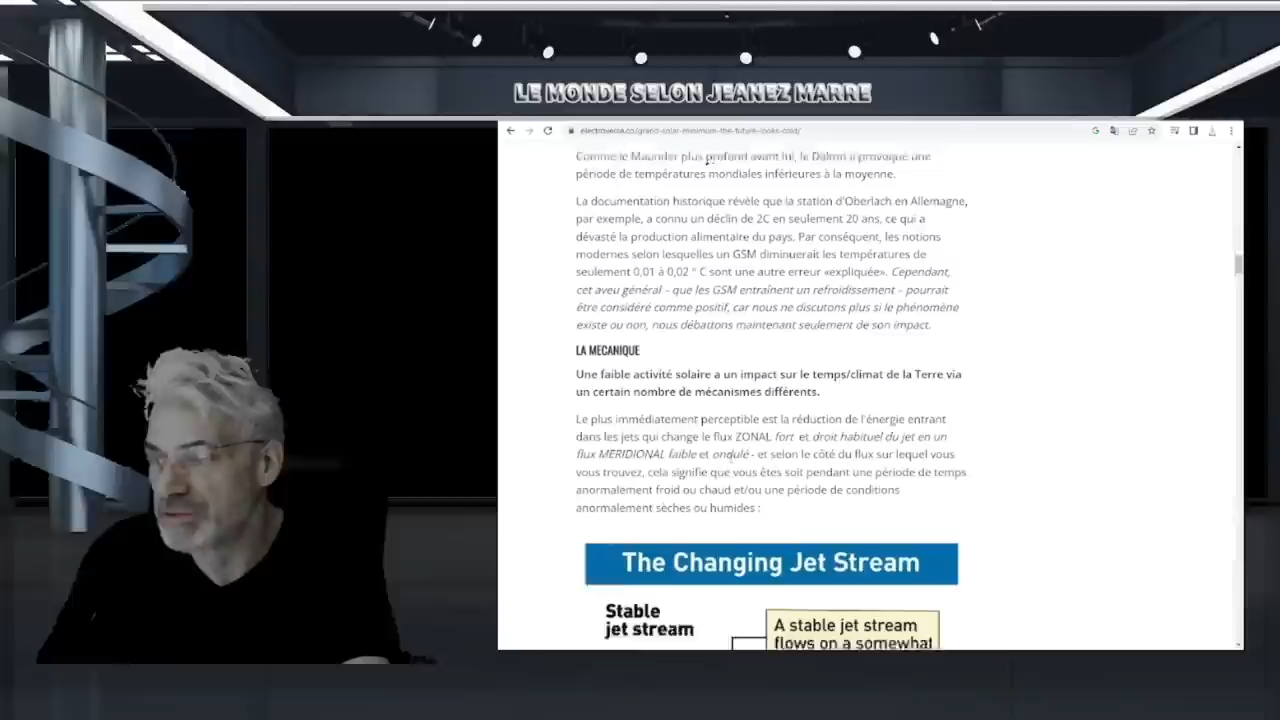 LE MONDE SELON JEANEZ MARRE
electroverse.co/grand-solar-minimum-the-future-looks-cold/
Comme le Maunder plus profond avant lui, le Dalton a provoqué une
période de températures mondiales inférieures à la moyenne.
La documentation historique révèle que la station d'Oberlach en Allemagne,
par exemple, a connu un déclin de 2C en seulement 20 ans, ce qui a
dévasté la production alimentaire du pays. Par conséquent, les notions
modernes selon lesquelles un GSM diminuerait les températures de
seulement 0,01 à 0,02 ° C sont une autre erreur «expliquée». Cependant,
cet aveu général - que les GSM entraînent un refroidissement - pourrait
être considéré comme positif, car nous ne discutons plus si le phénomène
existe ou non, nous débattons maintenant seulement de son impact.
LA MECANIQUE
Une faible activité solaire a un impact sur le temps/climat de la Terre via
un certain nombre de mécanismes différents.
Le plus immédiatement perceptible est la réduction de l'énergie entrant
dans les jets qui change le flux ZONAL fort et droit habituel du jet en un
flux MERIDIONAL faible et ondulé - et selon le côté du flux sur lequel vous
vous trouvez, cela signifie que vous êtes soit pendant une période de temps
anormalement froid ou chaud et/ou une période de conditions
anormalement sèches ou humides :
The Changing Jet Stream
Stable
jet stream
A stable jet stream
flows on a somewhat